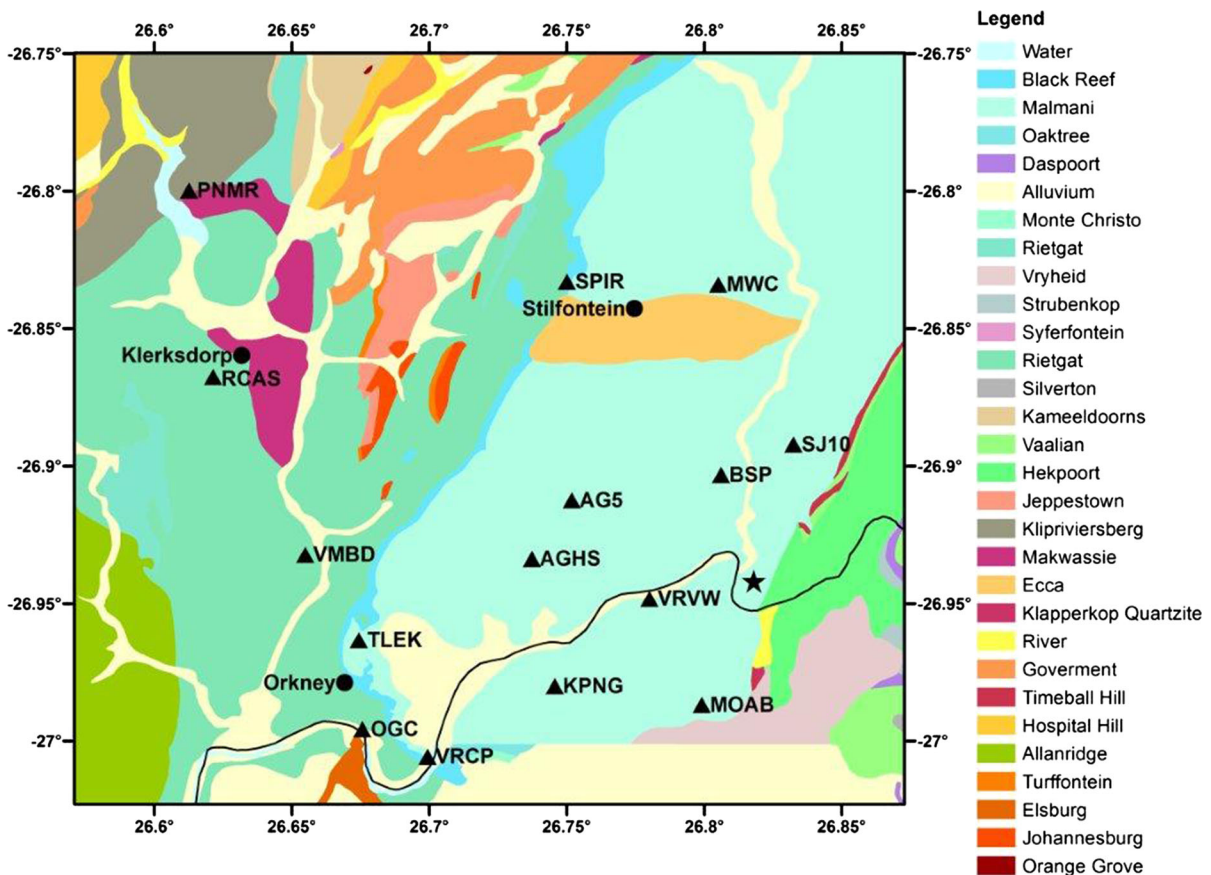 26.6° 26.65° 26.7° 26.75° 26.8° 26.85°
-26.75° -26.75°
-26.8° -26.8°
-26.85° -26.85°
-26.9° -26.9°
-26.95° -26.95°
-27° -27°
26.6° 26.65° 26.7° 26.75° 26.8° 26.85°
PNMR
SPIR
MWC
Stilfontein
Klerksdorp
RCAS
SJ10
BSP
AG5
VMBD
AGHS
VRVW
TLEK
Orkney
KPNG
MOAB
OGC
VRCP
Legend
Water
Black Reef
Malmani
Oaktree
Daspoort
Alluvium
Monte Christo
Rietgat
Vryheid
Strubenkop
Syferfontein
Rietgat
Silverton
Kameeldoorns
Vaalian
Hekpoort
Jeppestown
Klipriviersberg
Makwassie
Ecca
Klapperkop Quartzite
River
Goverment
Timeball Hill
Hospital Hill
Allanridge
Turffontein
Elsburg
Johannesburg
Orange Grove